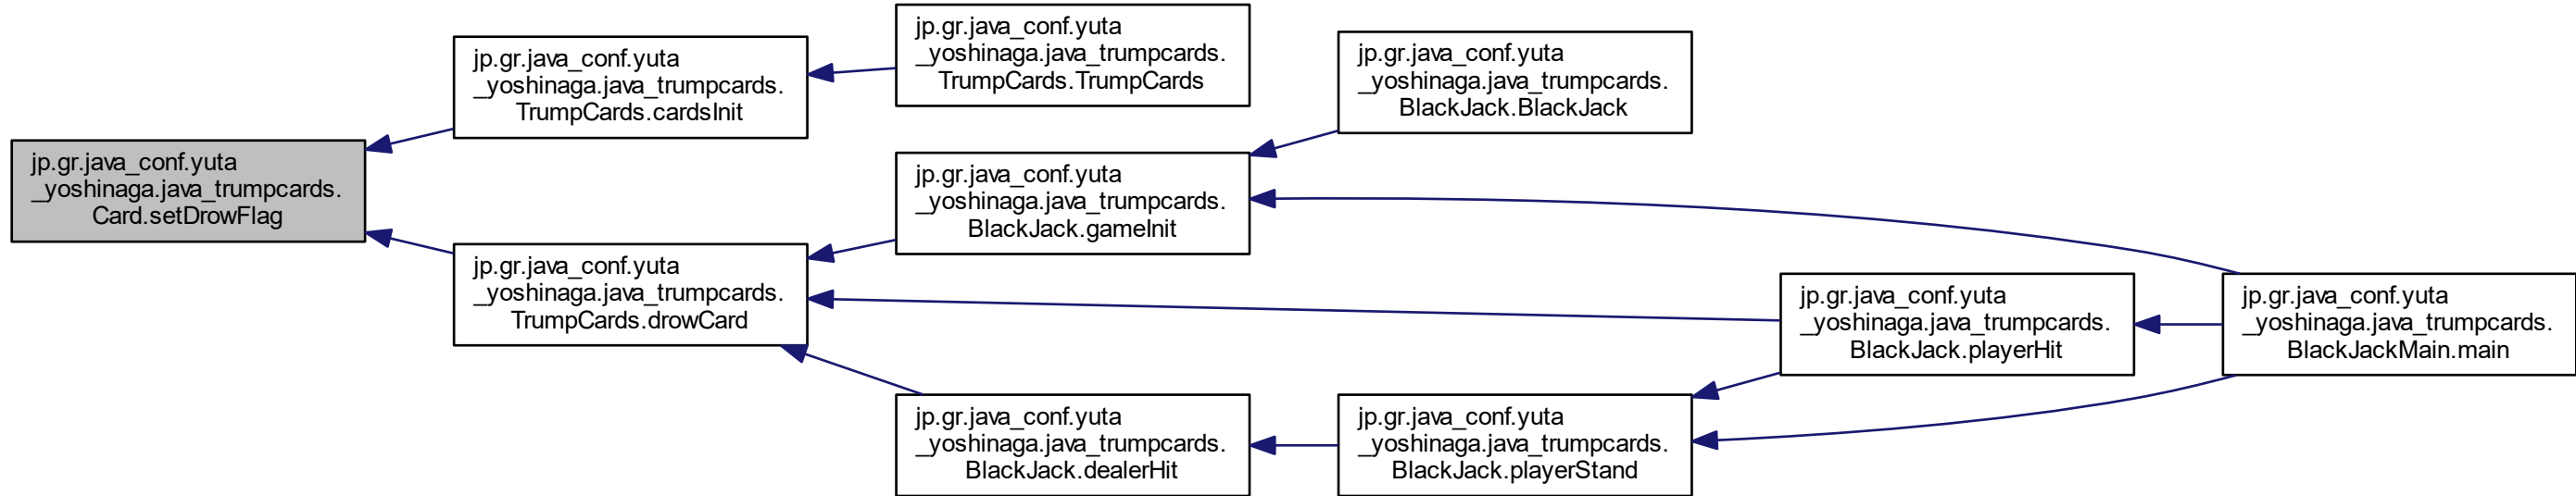 jp.gr.java_conf.yuta
_yoshinaga.java_trumpcards.
Card.setDrowFlag
jp.gr.java_conf.yuta
_yoshinaga.java_trumpcards.
TrumpCards.cardsInit
jp.gr.java_conf.yuta
_yoshinaga.java_trumpcards.
TrumpCards.TrumpCards
jp.gr.java_conf.yuta
_yoshinaga.java_trumpcards.
TrumpCards.drowCard
jp.gr.java_conf.yuta
_yoshinaga.java_trumpcards.
BlackJack.gameInit
jp.gr.java_conf.yuta
_yoshinaga.java_trumpcards.
BlackJack.BlackJack
jp.gr.java_conf.yuta
_yoshinaga.java_trumpcards.
BlackJack.dealerHit
jp.gr.java_conf.yuta
_yoshinaga.java_trumpcards.
BlackJack.playerStand
jp.gr.java_conf.yuta
_yoshinaga.java_trumpcards.
BlackJack.playerHit
jp.gr.java_conf.yuta
_yoshinaga.java_trumpcards.
BlackJackMain.main